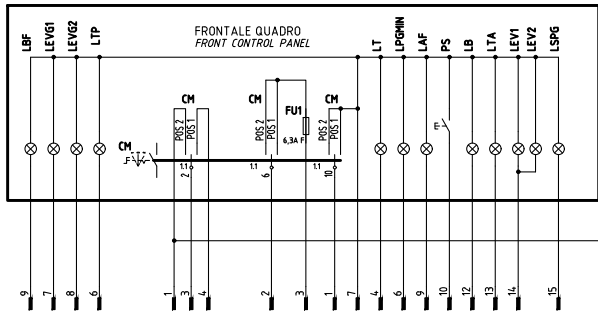 FRONTALE QUADRO
FRONT CONTROL PANEL
LBF
LEVG1
LEVG2
LTP
LT
LPGMIN
LAF
PS
LB
LTA
LEV1
LEV2
LSPG
CM
CM
CM
CM
POS 2
POS 1
POS 2
POS 1
POS 2
POS 1
FU1
6,3A F
1.1
2
1.1
6
1.1
10
9
7
8
6
1
3
4
2
3
1
7
4
6
9
10
12
13
14
15